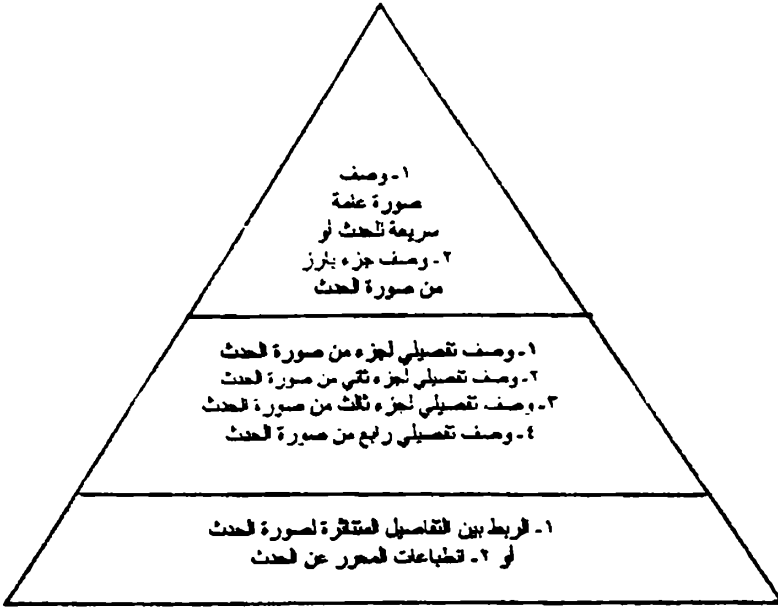 ١- وصف
صورة عامة
سريعة للحدث أو
٢- وصف جزء بارز
من صورة الحدث
١- وصف تفصيلي لجزء من صورة الحدث
٢- وصف تفصيلي لجزء ثاني من صورة الحدث
٣- وصف تفصيلي لجزء ثالث من صورة الحدث
٤- وصف تفصيلي رابع من صورة الحدث
١- الربط بين التفاصيل المتناثرة لصورة الحدث
أو ٢- انطباعات المحرر عن الحدث